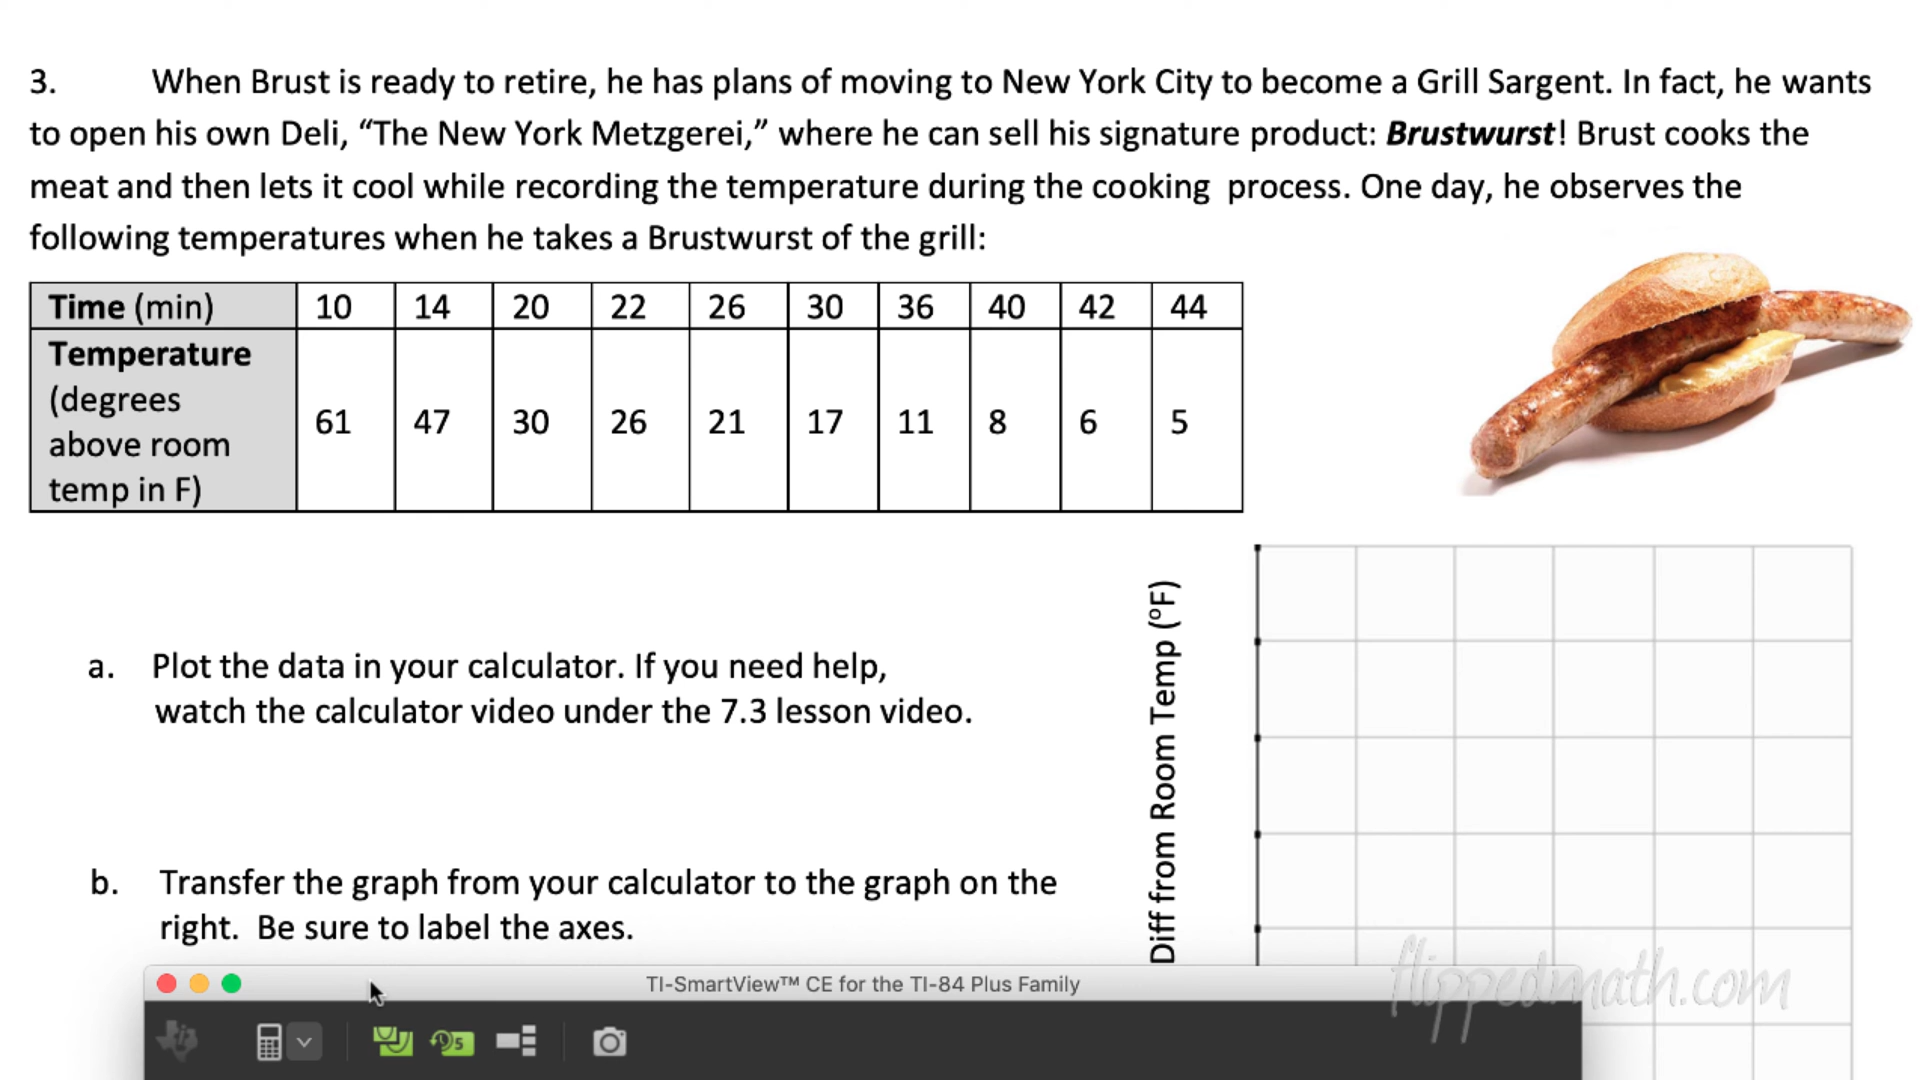 3. When Brust is ready to retire, he has plans of moving to New York City to become a Grill Sargent. In fact, he wants
to open his own Deli, “The New York Metzgerei,” where he can sell his signature product: Brustwurst! Brust cooks the
meat and then lets it cool while recording the temperature during the cooking process. One day, he observes the
following temperatures when he takes a Brustwurst of the grill:
Time (min) 10 14 20 22 26 30 36 40 42 44
Temperature
(degrees
above room
temp in F) 61 47 30 26 21 17 11 8 6 5
a. Plot the data in your calculator. If you need help,
watch the calculator video under the 7.3 lesson video.
b. Transfer the graph from your calculator to the graph on the
right. Be sure to label the axes.
Diff from Room Temp (°F)
TI-SmartView™ CE for the TI-84 Plus Family
5
flippedmath.com